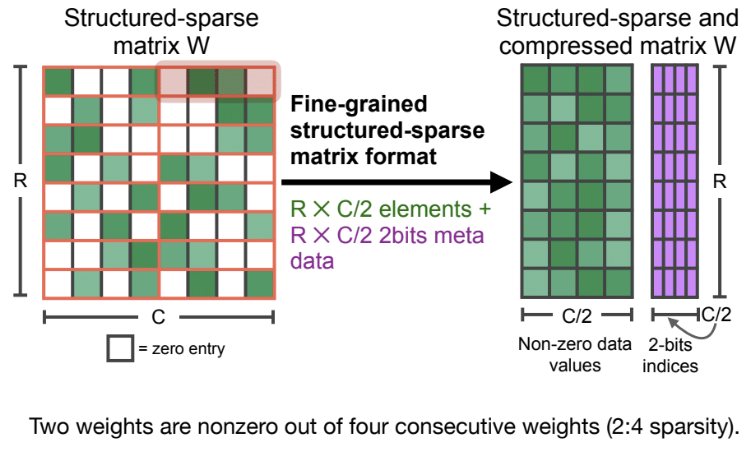 Structured-sparse
matrix W
Structured-sparse and
compressed matrix W
R
Fine-grained
structured-sparse
matrix format
R × C/2 elements +
R × C/2 2bits meta
data
R
C
= zero entry
C/2
C/2
Non-zero data
values
2-bits
indices
Two weights are nonzero out of four consecutive weights (2:4 sparsity).